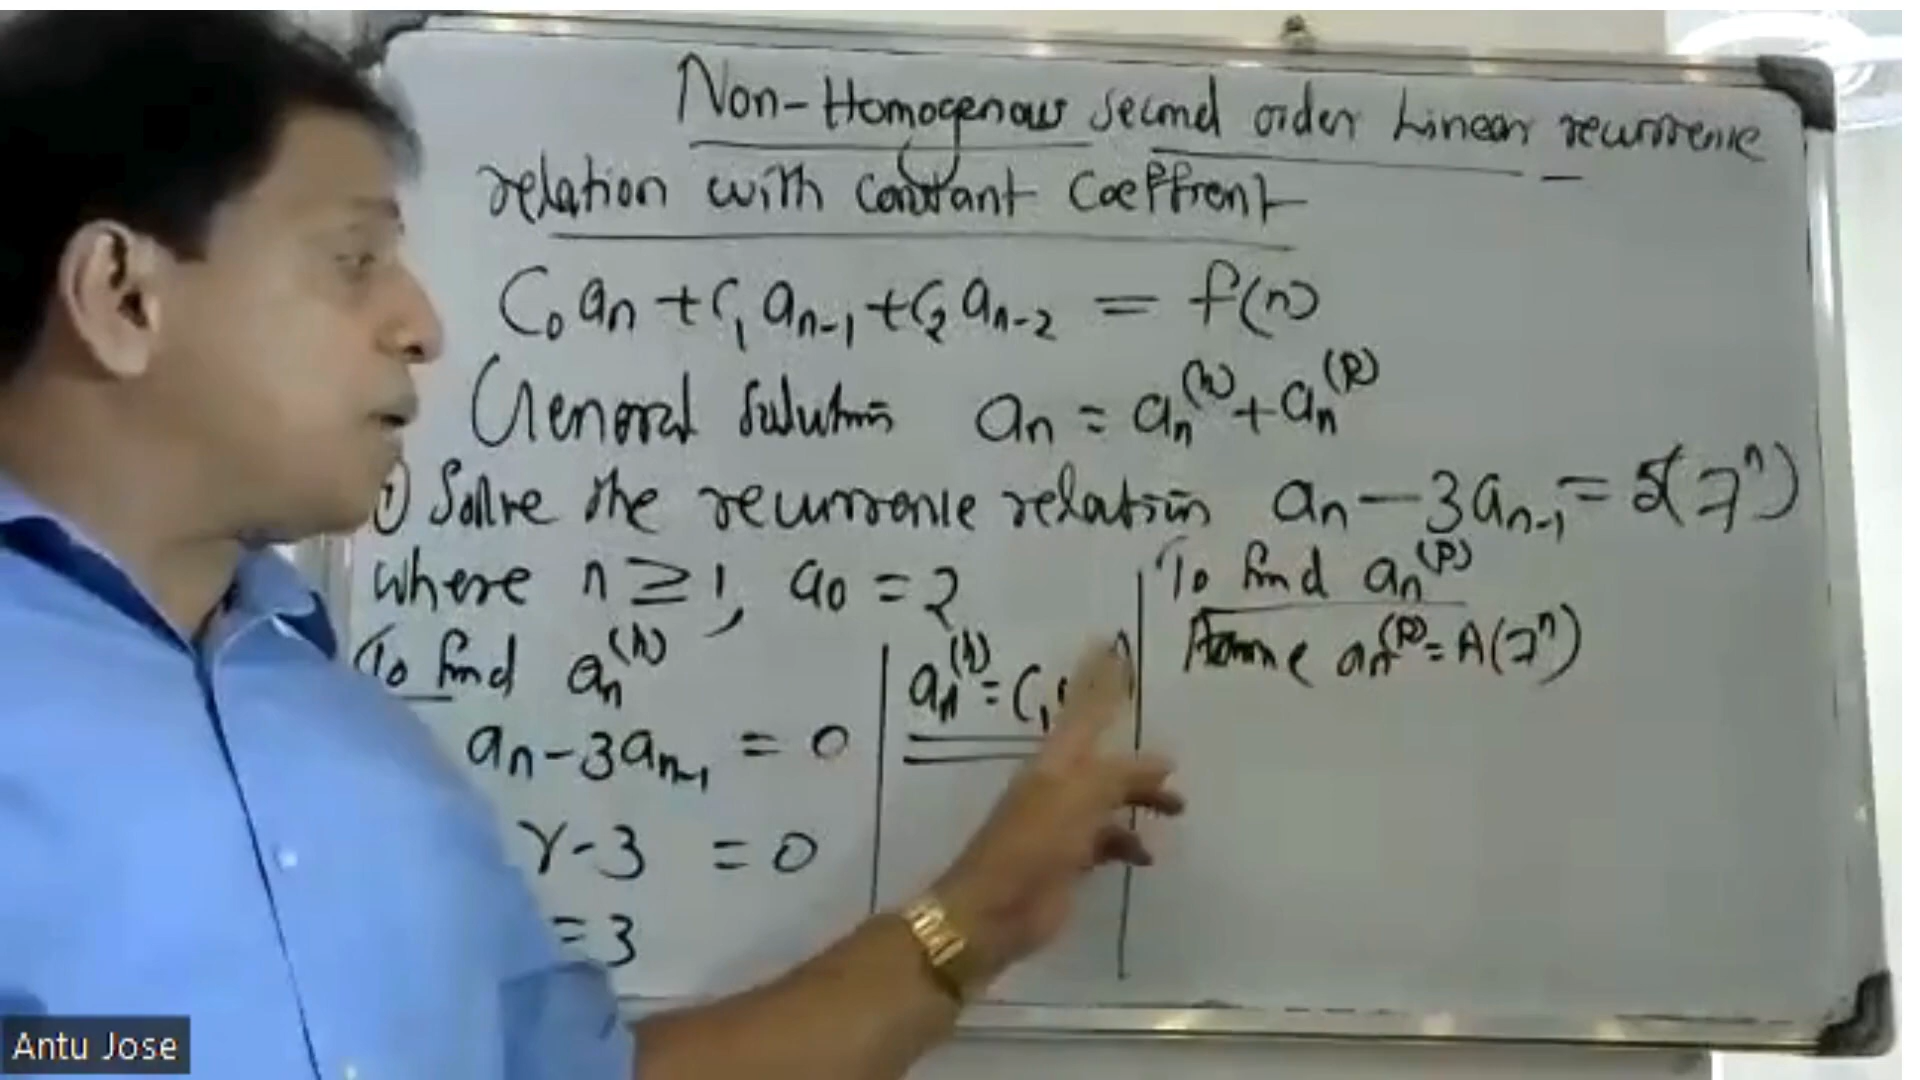 Non-Homogenous second order Linear recurrence
relation with constant Coeffient
C₀aₙ + C₁aₙ₋₁ + C₂aₙ₋₂ = f(n)
General solution aₙ = aₙ⁽ʰ⁾ + aₙ⁽ᵖ⁾
① Solve the recurrence relation aₙ - 3aₙ₋₁ = 5(7ⁿ)
where n ≥ 1, a₀ = 2
To find aₙ⁽ʰ⁾
aₙ - 3aₙ₋₁ = 0
r - 3 = 0
= 3
aₙ⁽ʰ⁾ = C₁
To find aₙ⁽ᵖ⁾
Assume aₙ⁽ᵖ⁾ = A(7ⁿ)
Antu Jose